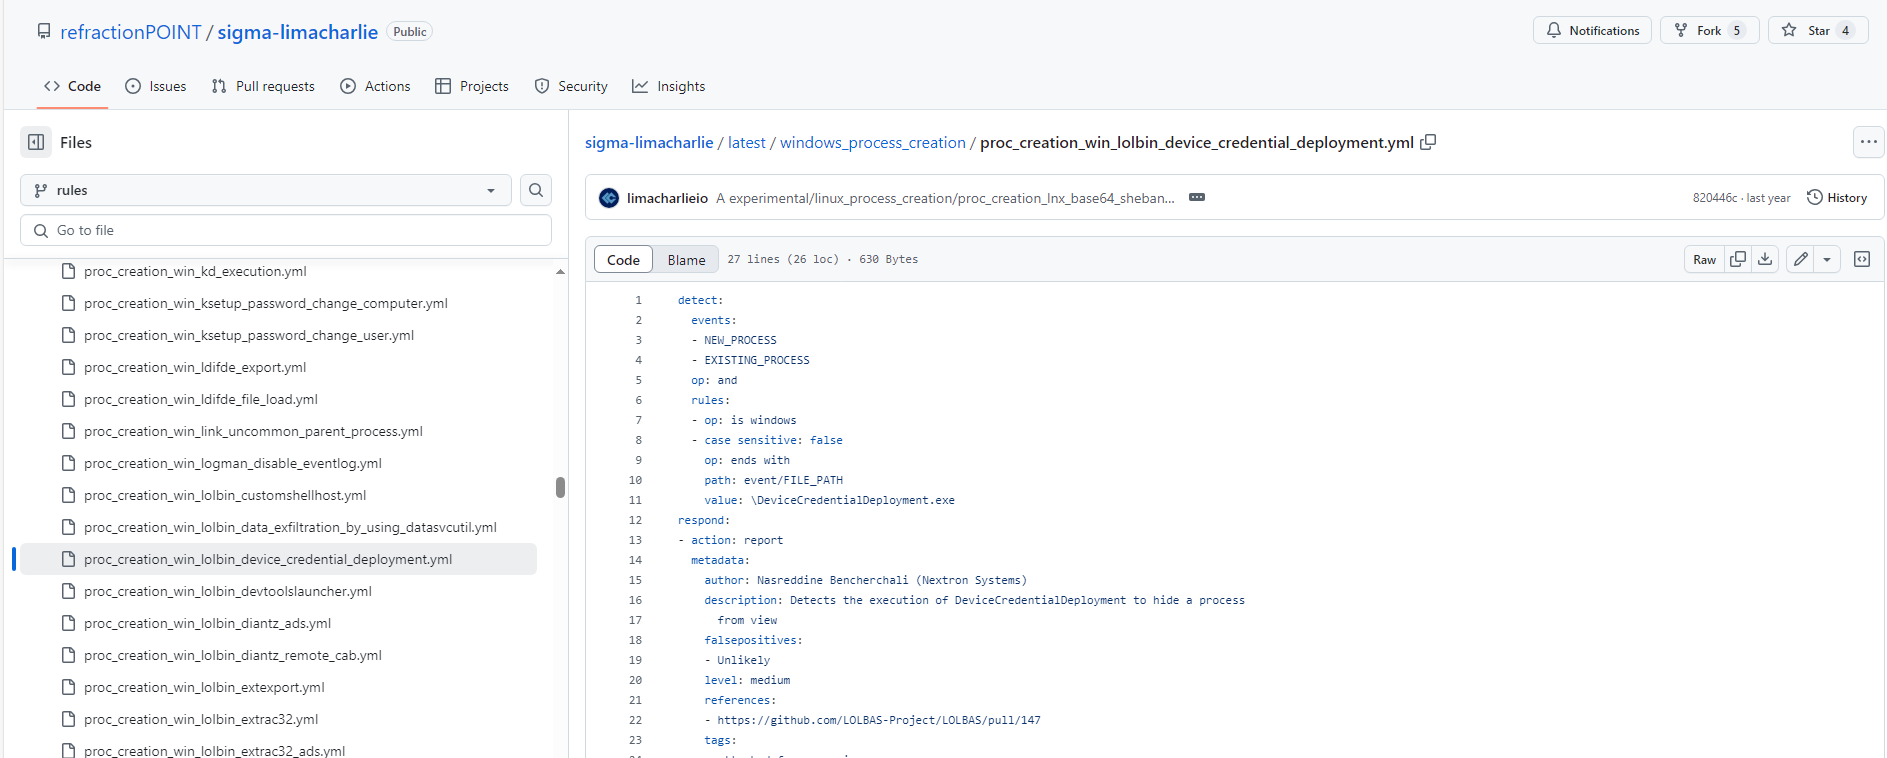 refractionPOINT / sigma-limacharlie Public
Notifications Fork 5 Star 4
Code Issues Pull requests Actions Projects Security Insights
Files
rules
Go to file
proc_creation_win_kd_execution.yml
proc_creation_win_ksetup_password_change_computer.yml
proc_creation_win_ksetup_password_change_user.yml
proc_creation_win_ldifde_export.yml
proc_creation_win_ldifde_file_load.yml
proc_creation_win_link_uncommon_parent_process.yml
proc_creation_win_logman_disable_eventlog.yml
proc_creation_win_lolbin_customshellhost.yml
proc_creation_win_lolbin_data_exfiltration_by_using_datasvcutil.yml
proc_creation_win_lolbin_device_credential_deployment.yml
proc_creation_win_lolbin_devtoolslauncher.yml
proc_creation_win_lolbin_diantz_ads.yml
proc_creation_win_lolbin_diantz_remote_cab.yml
proc_creation_win_lolbin_extexport.yml
proc_creation_win_lolbin_extrac32.yml
proc_creation_win_lolbin_extrac32_ads.yml
sigma-limacharlie / latest / windows_process_creation / proc_creation_win_lolbin_device_credential_deployment.yml
limacharlieio A experimental/linux_process_creation/proc_creation_lnx_base64_sheban... 820446c · last year History
Code Blame 27 lines (26 loc) · 630 Bytes Raw
1 detect:
2 events:
3 - NEW_PROCESS
4 - EXISTING_PROCESS
5 op: and
6 rules:
7 - op: is windows
8 - case sensitive: false
9 op: ends with
10 path: event/FILE_PATH
11 value: \DeviceCredentialDeployment.exe
12 respond:
13 - action: report
14 metadata:
15 author: Nasreddine Bencherchali (Nextron Systems)
16 description: Detects the execution of DeviceCredentialDeployment to hide a process
17 from view
18 falsepositives:
19 - Unlikely
20 level: medium
21 references:
22 - https://github.com/LOLBAS-Project/LOLBAS/pull/147
23 tags: